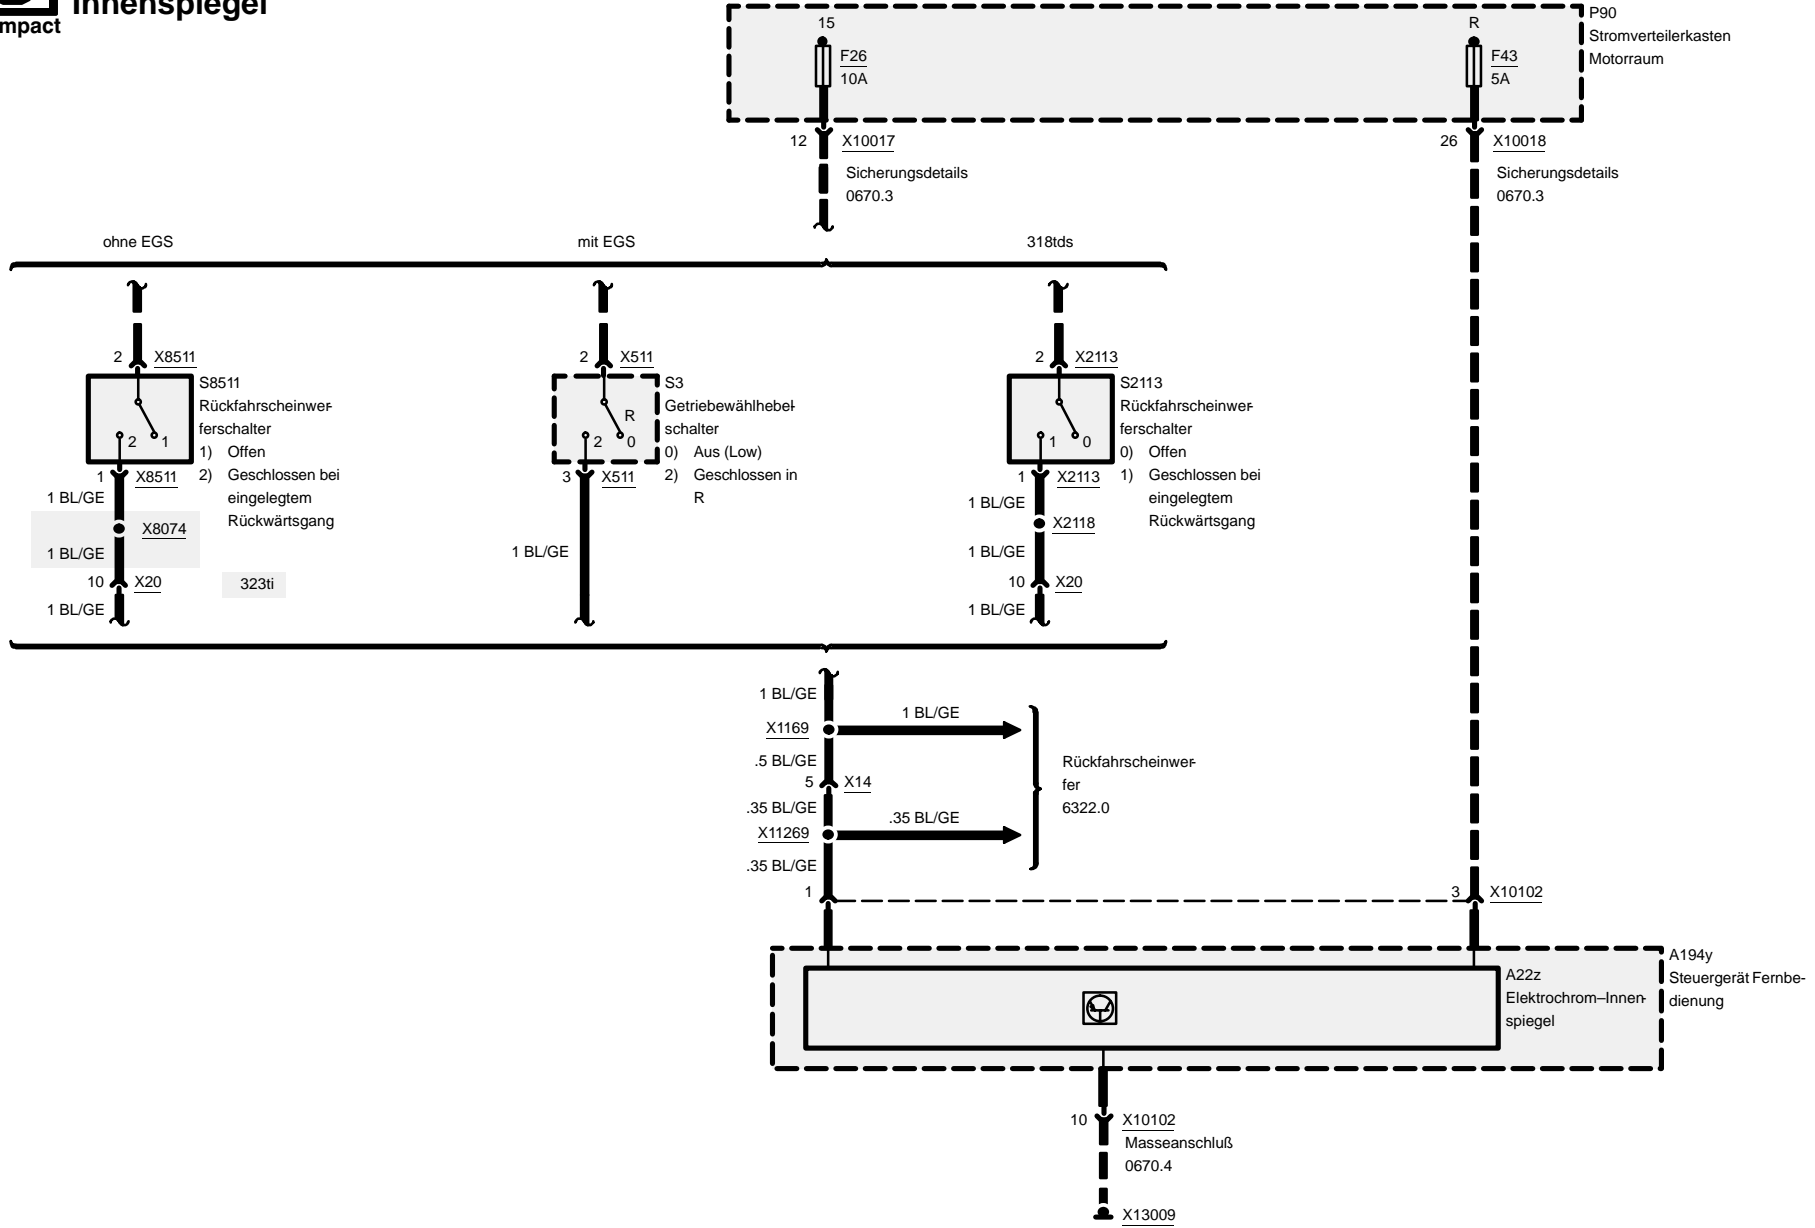 Innenspiegel
mpact
15
F26
10A
R
F43
5A
P90
Stromverteilerkasten
Motorraum
12 X10017
Sicherungsdetails
0670.3
26 X10018
Sicherungsdetails
0670.3
ohne EGS
mit EGS
318tds
2 X8511
S8511
Rückfahrscheinwer-
ferschalter
1) Offen
2) Geschlossen bei
eingelegtem
Rückwärtsgang
2 1
1 X8511
1 BL/GE
X8074
1 BL/GE
10 X20
323ti
1 BL/GE
2 X511
S3
Getriebewählhebel-
schalter
0) Aus (Low)
2) Geschlossen in
R
R
2 0
3 X511
1 BL/GE
2 X2113
S2113
Rückfahrscheinwer-
ferschalter
0) Offen
1) Geschlossen bei
eingelegtem
Rückwärtsgang
1 0
1 X2113
1 BL/GE
X2118
1 BL/GE
10 X20
1 BL/GE
1 BL/GE
X1169
1 BL/GE
.5 BL/GE
5 X14
.35 BL/GE
X11269
.35 BL/GE
.35 BL/GE
Rückfahrscheinwer-
fer
6322.0
1
3 X10102
A194y
Steuergerät Fernbe-
dienung
A22z
Elektrochrom–Innen-
spiegel
10 X10102
Masseanschluß
0670.4
X13009